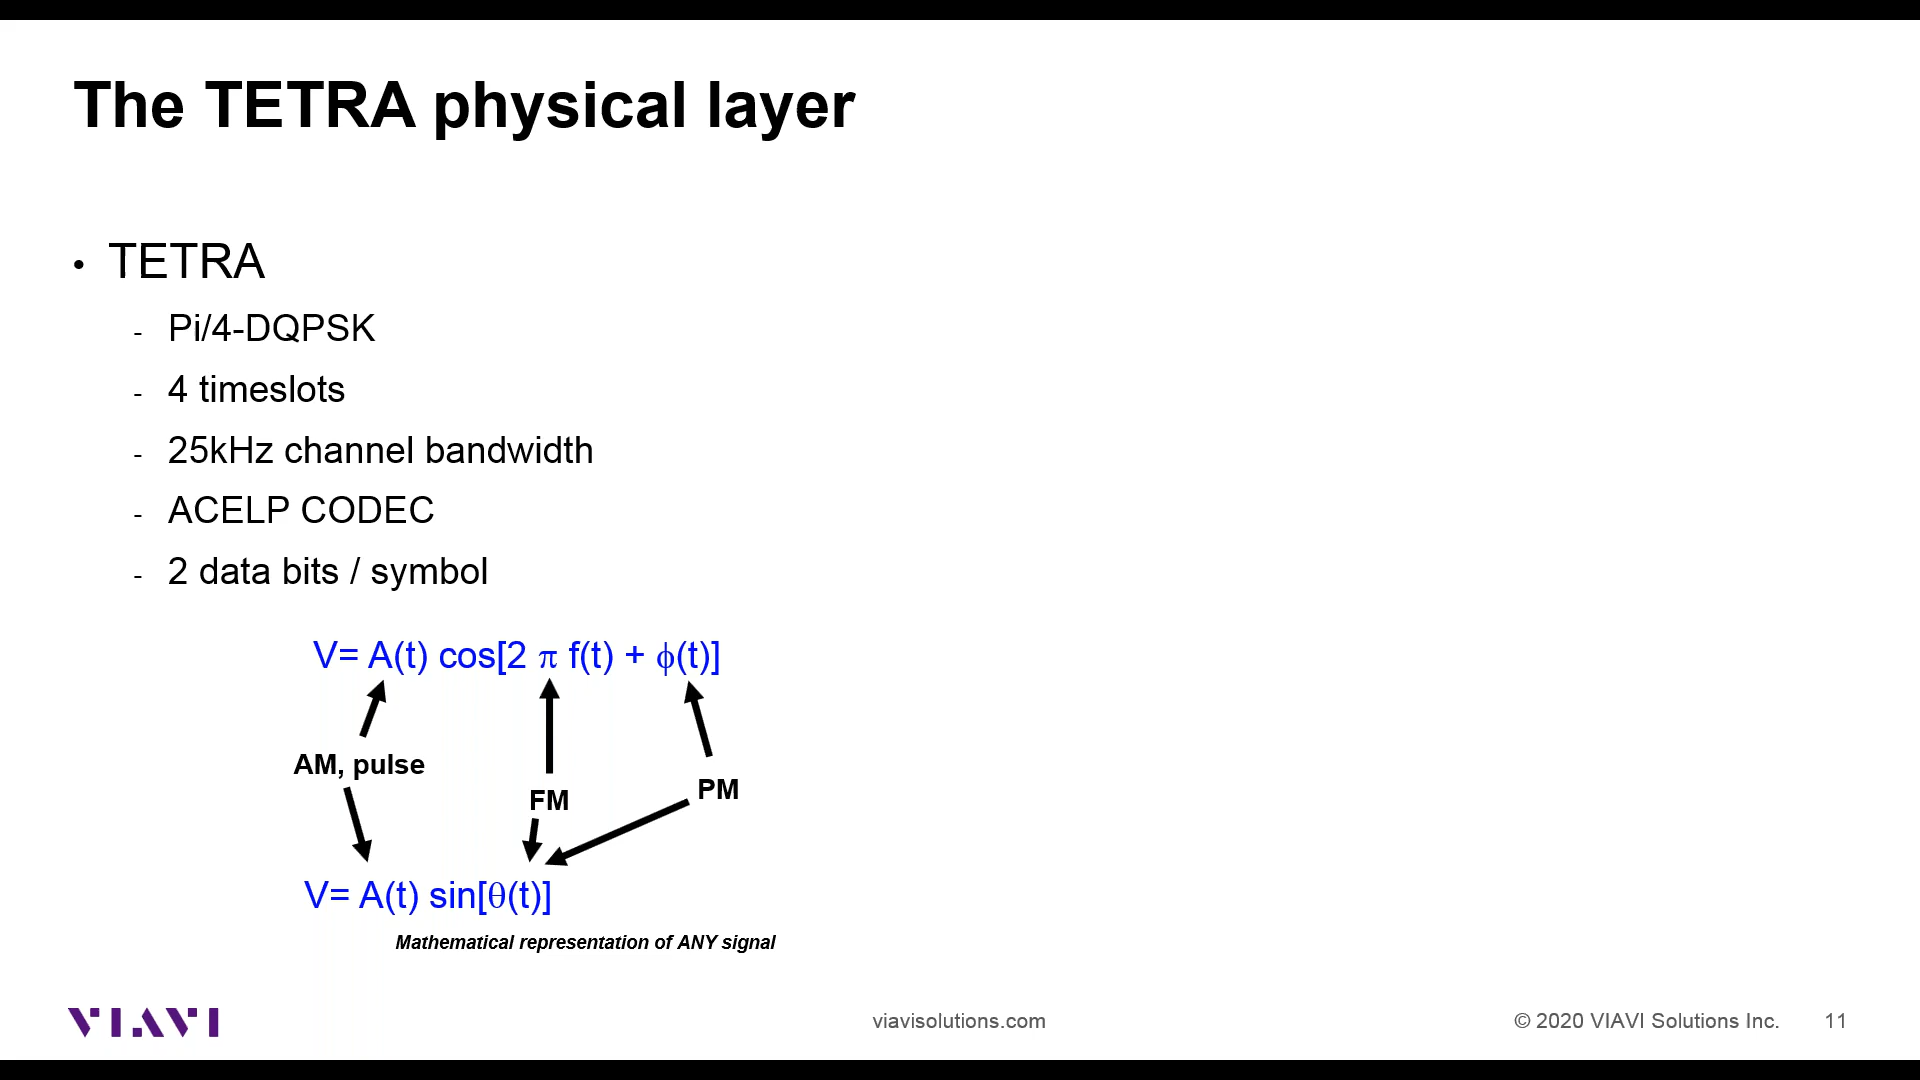 The TETRA physical layer
• TETRA
- Pi/4-DQPSK
- 4 timeslots
- 25kHz channel bandwidth
- ACELP CODEC
- 2 data bits / symbol
V= A(t) cos[2 π f(t) + ϕ(t)]
AM, pulse
FM
PM
V= A(t) sin[θ(t)]
Mathematical representation of ANY signal
VIAVI
viavisolutions.com
© 2020 VIAVI Solutions Inc.
11